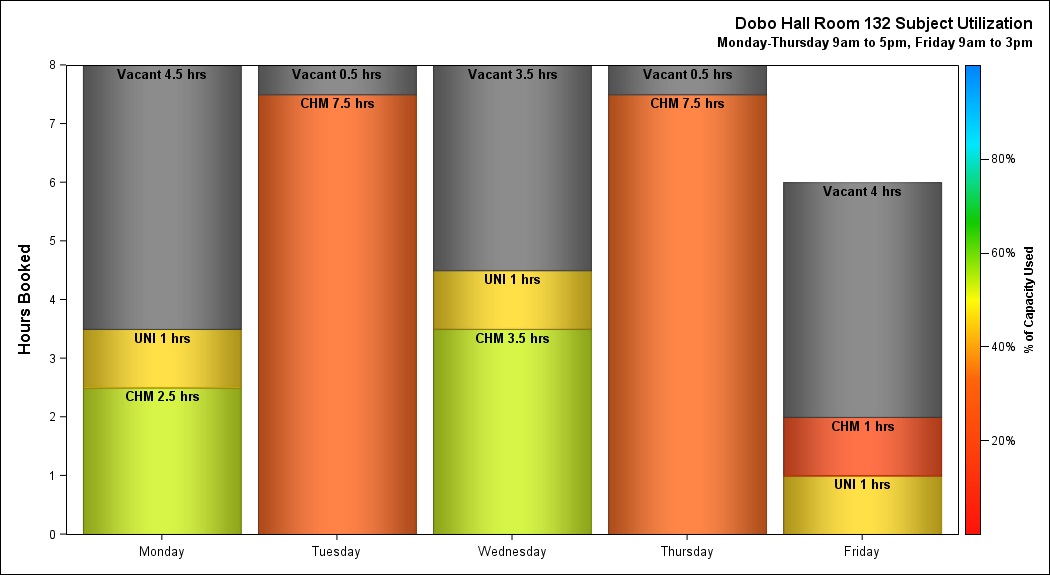 Dobo Hall Room 132 Subject Utilization
Monday-Thursday 9am to 5pm, Friday 9am to 3pm
Hours Booked
8
7
6
5
4
3
2
1
0
Vacant 4.5 hrs
UNI 1 hrs
CHM 2.5 hrs
Vacant 0.5 hrs
CHM 7.5 hrs
Vacant 3.5 hrs
UNI 1 hrs
CHM 3.5 hrs
Vacant 0.5 hrs
CHM 7.5 hrs
Vacant 4 hrs
CHM 1 hrs
UNI 1 hrs
Monday
Tuesday
Wednesday
Thursday
Friday
80%
60%
40%
20%
% of Capacity Used